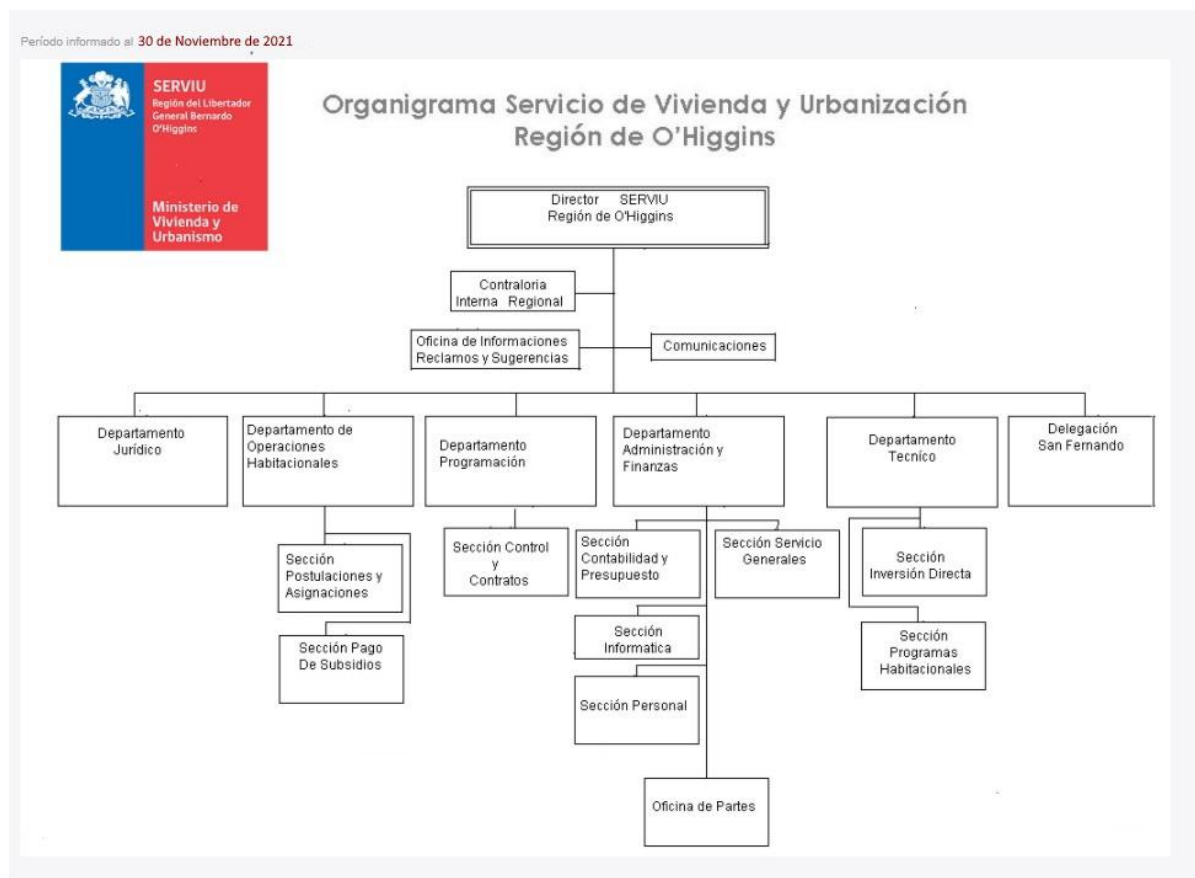 Período informado al 30 de Noviembre de 2021
SERVIU
Región del Libertador
General Bernardo
O'Higgins
Ministerio de
Vivienda y
Urbanismo
Organigrama Servicio de Vivienda y Urbanización
Región de O'Higgins
Director SERVIU
Región de O'Higgins
Contraloria
Interna Regional
Oficina de Informaciones
Reclamos y Sugerencias
Comunicaciones
Departamento
Jurídico
Departamento de
Operaciones
Habitacionales
Departamento
Programación
Departamento
Administración y
Finanzas
Departamento
Tecníco
Delegación
San Fernando
Sección
Postulaciones y
Asignaciones
Sección Pago
De Subsidios
Sección Control
y
Contratos
Sección
Contabilidad y
Presupuesto
Sección Servicio
Generales
Sección
Informatica
Sección Personal
Oficina de Partes
Sección
Inversión Directa
Sección
Programas
Habitacionales